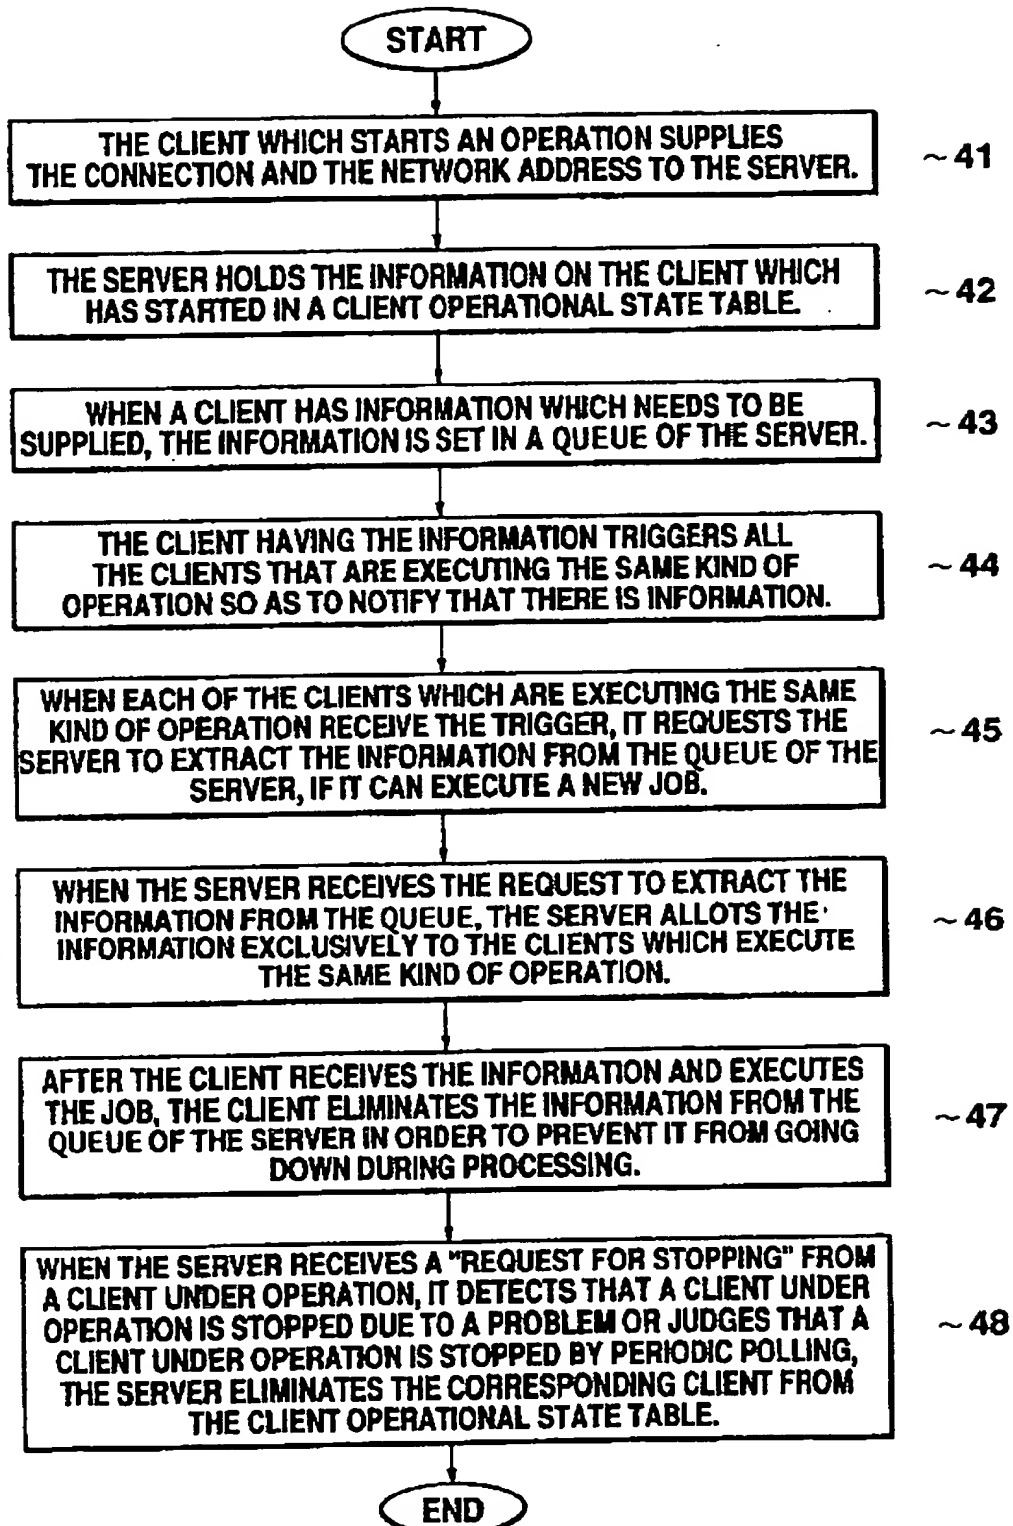 START
THE CLIENT WHICH STARTS AN OPERATION SUPPLIES
THE CONNECTION AND THE NETWORK ADDRESS TO THE SERVER.
~41
THE SERVER HOLDS THE INFORMATION ON THE CLIENT WHICH
HAS STARTED IN A CLIENT OPERATIONAL STATE TABLE.
~42
WHEN A CLIENT HAS INFORMATION WHICH NEEDS TO BE
SUPPLIED, THE INFORMATION IS SET IN A QUEUE OF THE SERVER.
~43
THE CLIENT HAVING THE INFORMATION TRIGGERS ALL
THE CLIENTS THAT ARE EXECUTING THE SAME KIND OF
OPERATION SO AS TO NOTIFY THAT THERE IS INFORMATION.
~44
WHEN EACH OF THE CLIENTS WHICH ARE EXECUTING THE SAME
KIND OF OPERATION RECEIVE THE TRIGGER, IT REQUESTS THE
SERVER TO EXTRACT THE INFORMATION FROM THE QUEUE OF THE
SERVER, IF IT CAN EXECUTE A NEW JOB.
~45
WHEN THE SERVER RECEIVES THE REQUEST TO EXTRACT THE
INFORMATION FROM THE QUEUE, THE SERVER ALLOTS THE
INFORMATION EXCLUSIVELY TO THE CLIENTS WHICH EXECUTE
THE SAME KIND OF OPERATION.
~46
AFTER THE CLIENT RECEIVES THE INFORMATION AND EXECUTES
THE JOB, THE CLIENT ELIMINATES THE INFORMATION FROM THE
QUEUE OF THE SERVER IN ORDER TO PREVENT IT FROM GOING
DOWN DURING PROCESSING.
~47
WHEN THE SERVER RECEIVES A "REQUEST FOR STOPPING" FROM
A CLIENT UNDER OPERATION, IT DETECTS THAT A CLIENT UNDER
OPERATION IS STOPPED DUE TO A PROBLEM OR JUDGES THAT A
CLIENT UNDER OPERATION IS STOPPED BY PERIODIC POLLING,
THE SERVER ELIMINATES THE CORRESPONDING CLIENT FROM
THE CLIENT OPERATIONAL STATE TABLE.
~48
END